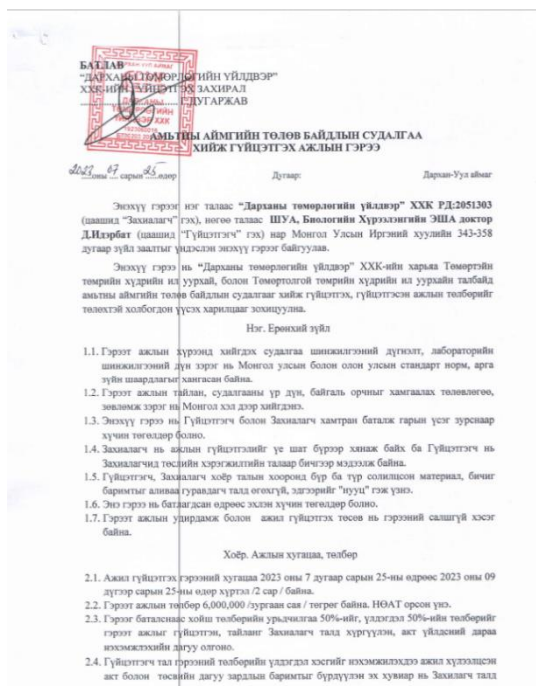 БАТЛАВ
“ДАРХАНЫ ТӨМӨРЛӨГИЙН ҮЙЛДВЭР”
ХХК-ИЙН ГҮЙЦЭТГЭХ ЗАХИРАЛ
Г.ДУГАРЖАВ
АМЬТНЫ АЙМГИЙН ТӨЛӨВ БАЙДЛЫН СУДАЛГАА
ХИЙЖ ГҮЙЦЭТГЭХ АЖЛЫН ГЭРЭЭ
2023 оны 07 сарын 25 өдөр Дугаар: Дархан-Уул аймаг
Энэхүү гэрээг нэг талаас “Дарханы төмөрлөгийн үйлдвэр” ХХК РД:2051303
(цаашид “Захиалагч” гэх), нөгөө талаас ШУА, Биологийн Хүрээлэнгийн ЭША доктор
Д.Идэрбат (цаашид “Гүйцэтгэгч” гэх) нар Монгол Улсын Иргэний хуулийн 343-358
дугаар зүйл заалтыг үндэслэн энэхүү гэрээг байгуулав.
Энэхүү гэрээ нь “Дарханы төмөрлөгийн үйлдвэр” ХХК-ийн харьяа Төмөртэйн
төмрийн хүдрийн ил уурхай, болон Төмөртолгой төмрийн хүдрийн ил уурхайн талбайд
амьтны аймгийн төлөв байдлын судалгааг хийж гүйцэтгэх, гүйцэтгэсэн ажлын төлбөрийг
төлөхтэй холбогдон үүсэх харилцааг зохицуулна.
Нэг. Ерөнхий зүйл
1.1. Гэрээт ажлын хүрээнд хийгдэх судалгаа шинжилгээний дүгнэлт, лабораторийн
шинжилгээний дүн зэрэг нь Монгол улсын болон олон улсын стандарт норм, арга
зүйн шаардлагыг хангасан байна.
1.2. Гэрээт ажлын тайлан, судалгааны үр дүн, байгаль орчныг хамгаалах төлөвлөгөө,
зөвлөмж зэрэг нь Монгол хэл дээр хийгдэнэ.
1.3. Энэхүү гэрээ нь Гүйцэтгэгч болон Захиалагч хамтран баталж гарын үсэг зурснаар
хүчин төгөлдөр болно.
1.4. Захиалагч нь ажлын гүйцэтгэлийг үе шат бүрээр хянаж байх ба Гүйцэтгэгч нь
Захиалагчид төслийн хэрэгжилтийн талаар бичгээр мэдээлж байна.
1.5. Гүйцэтгэгч, Захиалагч хоёр талын хооронд бүр ба түр солилцсон материал, бичиг
баримтыг аливаа гуравдагч талд өгөхгүй, эдгээрийг "нууц" гэж үзнэ.
1.6. Энэ гэрээ нь батлагдсан өдрөөс эхлэн хүчин төгөлдөр болно.
1.7. Гэрээт ажлын удирдамж болон ажил гүйцэтгэх төсөв нь гэрээний салшгүй хэсэг
байна.
Хоёр. Ажлын хугацаа, төлбөр
2.1. Ажил гүйцэтгэх гэрээний хугацаа 2023 оны 7 дугаар сарын 25-ны өдрөөс 2023 оны 09
дүгээр сарын 25-ны өдөр хүртэл /2 сар / байна.
2.2. Гэрээт ажлын төлбөр 6,000,000 /зургаан сая / төгрөг байна. НӨАТ орсон үнэ.
2.3. Гэрээг баталснаас хойш төлбөрийн урьдчилгаа 50%-ийг, үлдэгдэл 50%-ийн төлбөрийг
гэрээт ажлыг гүйцэтгэн, тайланг Захиалагч талд хүргүүлэн, акт үйлдсний дараа
нэхэмжлэхийн дагуу олгоно.
2.4. Гүйцэтгэгч тал гэрээний төлбөрийн үлдэгдэл хэсгийг нэхэмжилэхдээ ажил хүлээлцсэн
акт болон төсвийн дагуу зардлын баримтыг бүрдүүлэн эх хувиар нь Захилагч талд